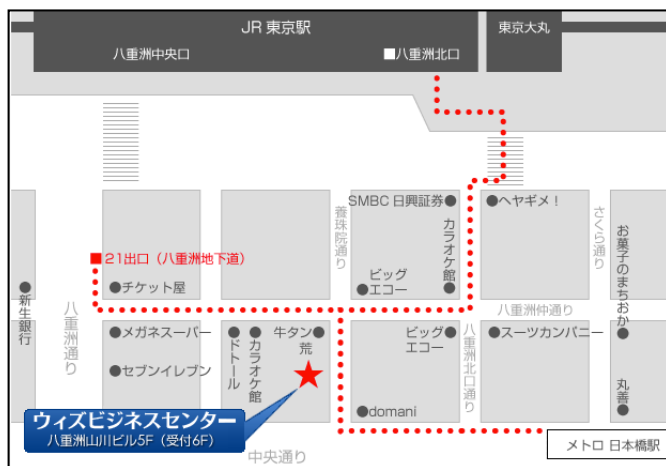 JR 東京駅
東京大丸
八重洲中央口
■八重洲北口
SMBC 日興証券●
●ヘヤギメ！
養珠院通り
カラオケ館
さくら通り
お菓子のまちおか
■21出口（八重洲地下道）
●チケット屋
ビッグ
●エコー
新生銀行
八重洲通り
八重洲仲通り
●メガネスーパー
ドトール
カラオケ館
牛タン●
荒
ビッグ●
エコー
八重洲北口通り
●スーツカンパニー
●セブンイレブン
丸善
●domani
ウィズビジネスセンター
八重洲山川ビル5F（受付6F）
中央通り
メトロ 日本橋駅